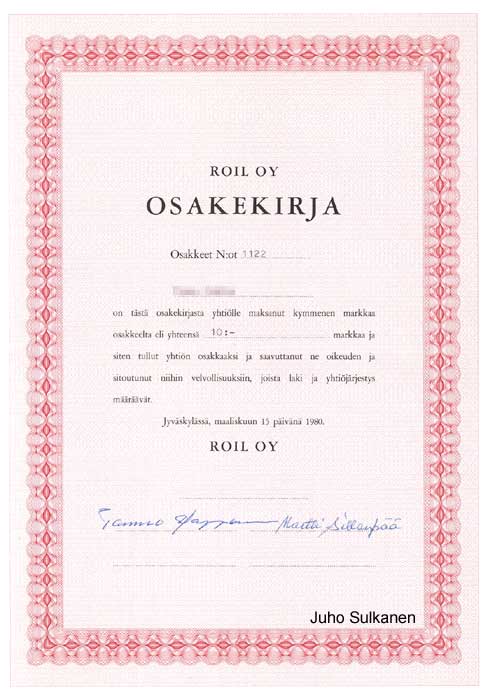 ROIL OY
OSAKEKIRJA
Osakkeet N:ot 1122
on tästä osakekirjasta yhtiölle maksanut kymmenen markkaa
osakkeelta eli yhteensä 10:- markkaa ja
siten tullut yhtiön osakkaaksi ja saavuttanut ne oikeuden ja
sitoutunut niihin velvollisuuksiin, joista laki ja yhtiöjärjestys
määräävät.
Jyväskylässä, maaliskuun 15 päivänä 1980.
ROIL OY
Martti Sillanpää
Juho Sulkanen